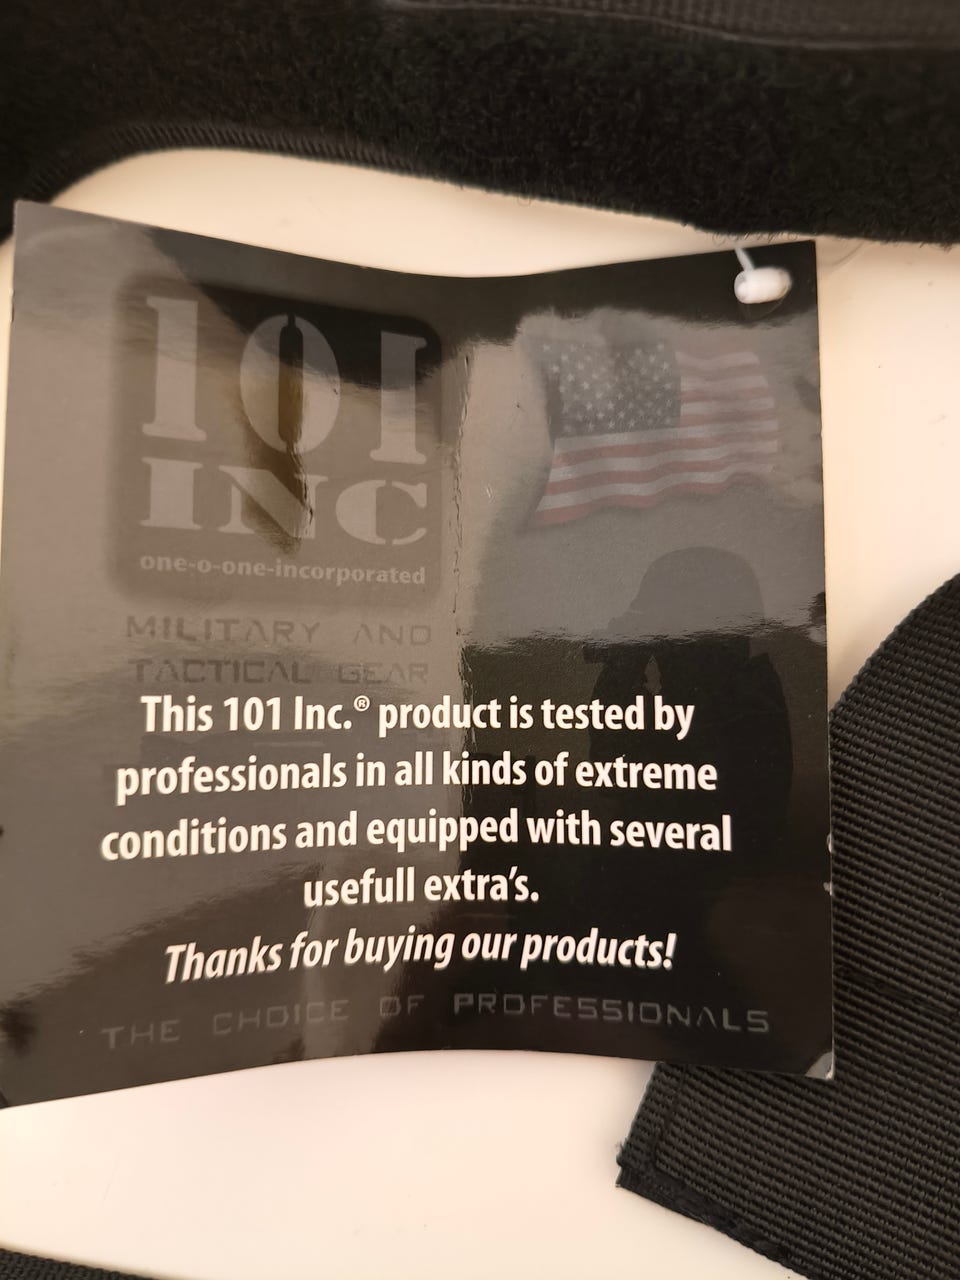 101
INC
one-o-one-incorporated
MILITARY AND
TACTICAL GEAR
This 101 Inc.® product is tested by
professionals in all kinds of extreme
conditions and equipped with several
usefull extra’s.
Thanks for buying our products!
THE CHOICE OF PROFESSIONALS